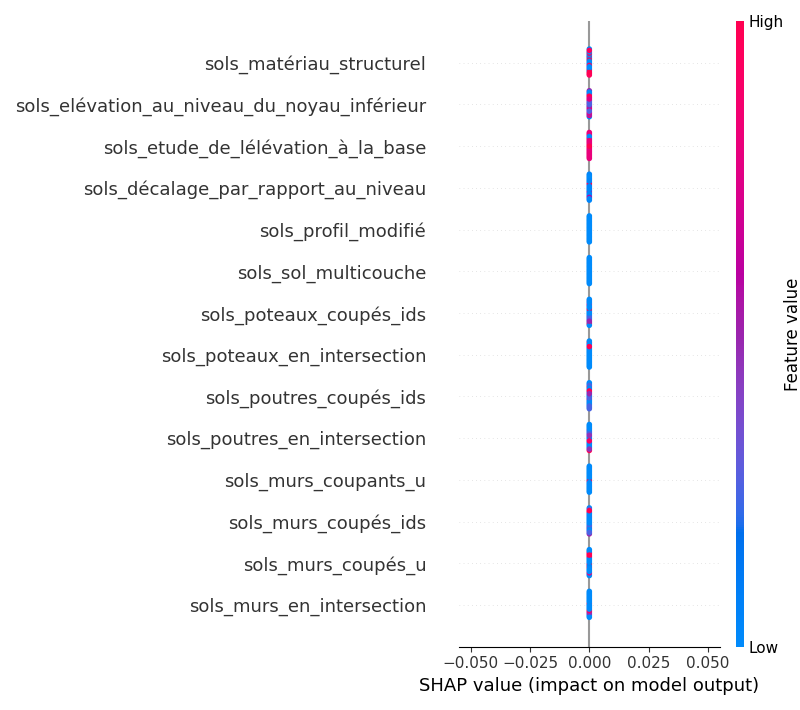 High
sols_matériau_structurel
sols_elévation_au_niveau_du_noyau_inférieur
sols_etude_de_lélévation_à_la_base
sols_décalage_par_rapport_au_niveau
sols_profil_modifié
sols_sol_multicouche
sols_poteaux_coupés_ids
sols_poteaux_en_intersection
sols_poutres_coupés_ids
sols_poutres_en_intersection
sols_murs_coupants_u
sols_murs_coupés_ids
sols_murs_coupés_u
sols_murs_en_intersection
Feature value
Low
−0.050 −0.025 0.000 0.025 0.050
SHAP value (impact on model output)